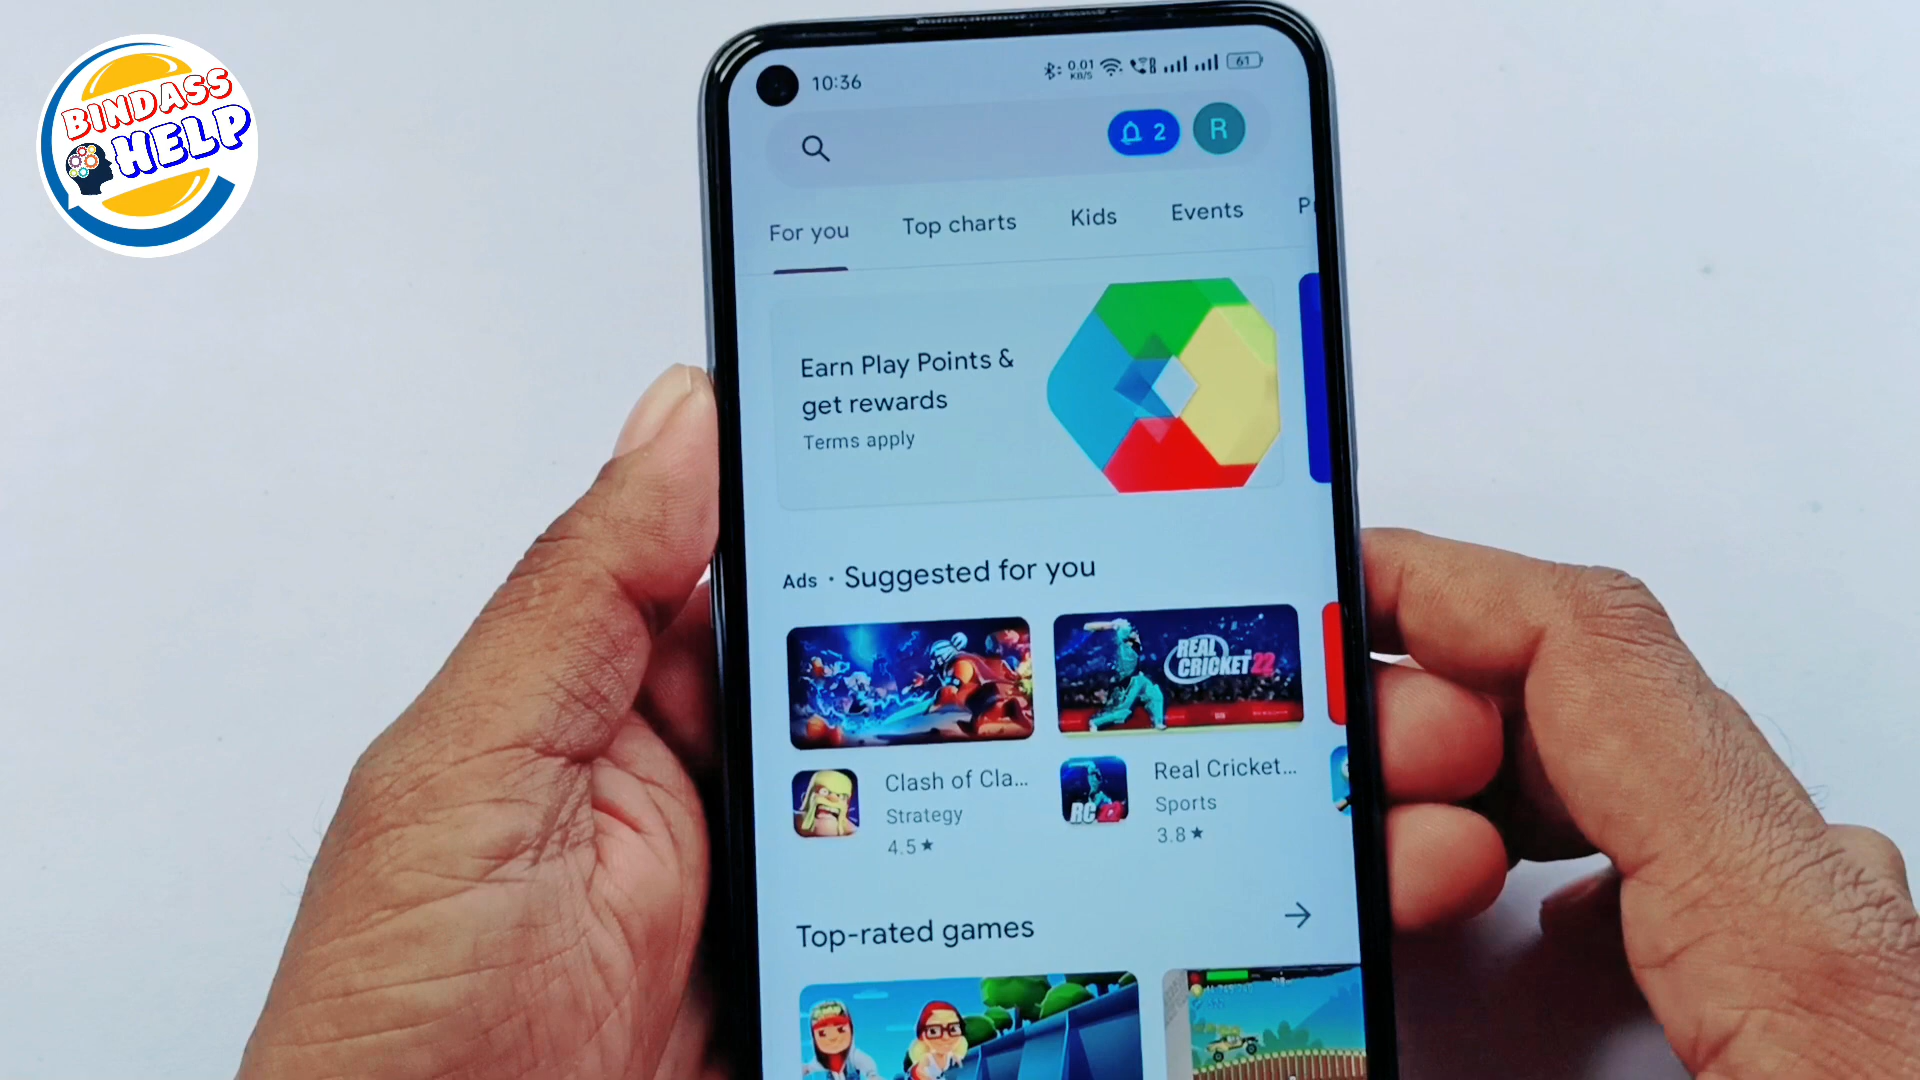 BINDASS
HELP
10:36
0.01
KB/S
61
2
R
For you
Top charts
Kids
Events
Earn Play Points &
get rewards
Terms apply
Ads · Suggested for you
REAL
CRICKET 22
Clash of Cla...
Strategy
4.5 ★
Real Cricket...
Sports
3.8 ★
RC 22
Top-rated games